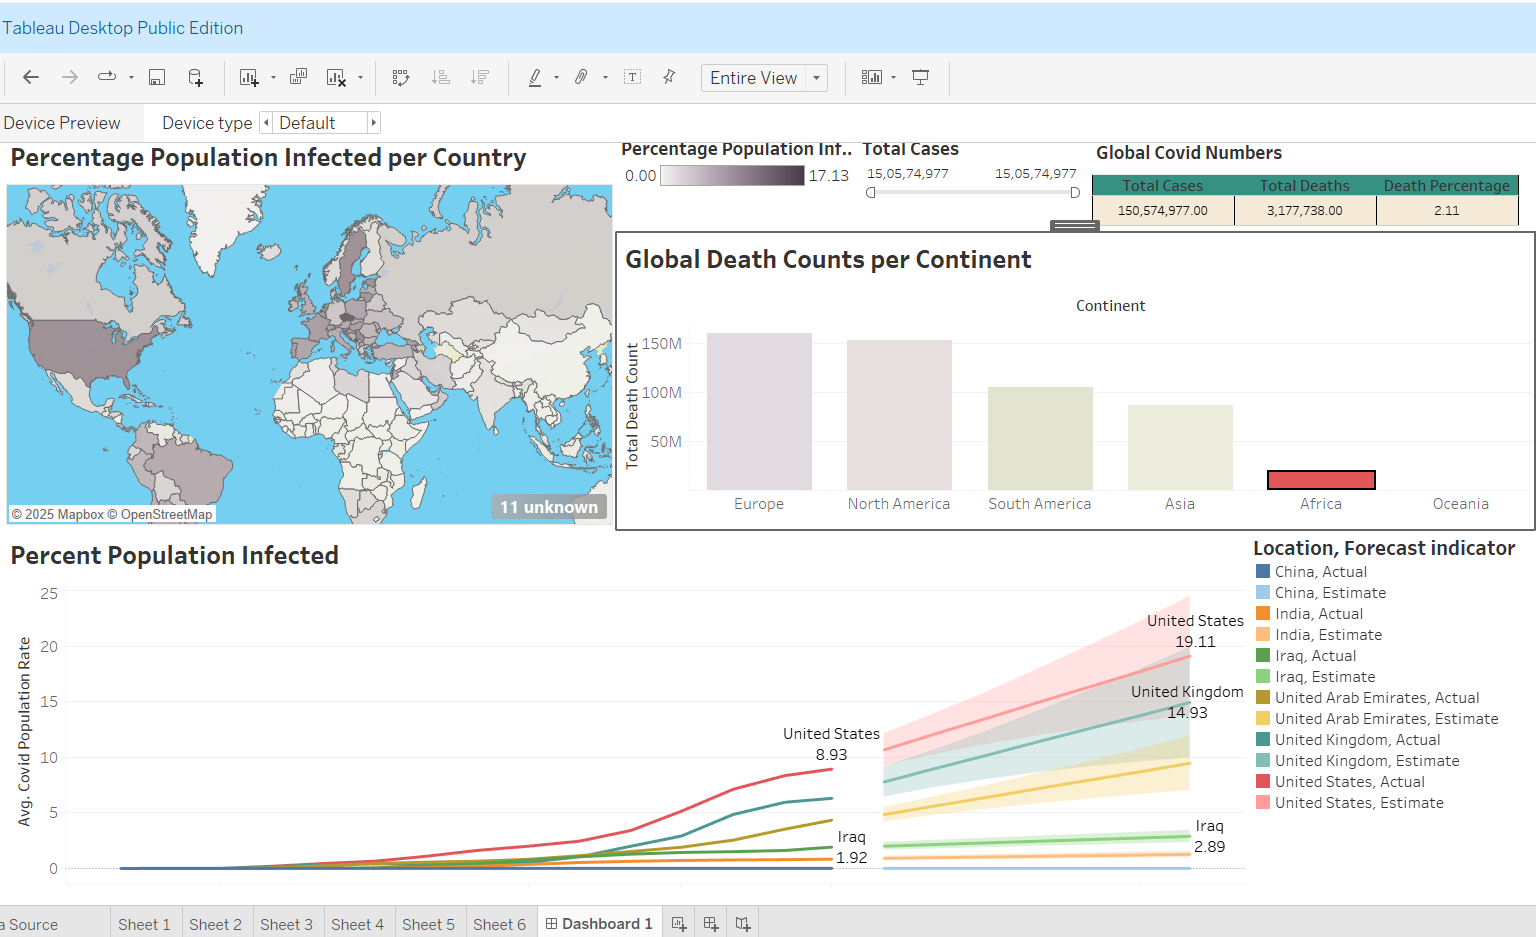 Tableau Desktop Public Edition
Entire View
Device Preview
Device type
Default
Percentage Population Infected per Country
© 2025 Mapbox © OpenStreetMap
11 unknown
Percentage Population Inf..
0.00
17.13
Total Cases
15,05,74,977
15,05,74,977
Global Covid Numbers
Total Cases Total Deaths Death Percentage
150,574,977.00 3,177,738.00 2.11
Global Death Counts per Continent
Continent
Total Death Count
150M
100M
50M
Europe North America South America Asia Africa Oceania
Percent Population Infected
Avg. Covid Population Rate
25
20
15
10
5
0
United States
8.93
Iraq
1.92
United States
19.11
United Kingdom
14.93
Iraq
2.89
Location, Forecast indicator
China, Actual
China, Estimate
India, Actual
India, Estimate
Iraq, Actual
Iraq, Estimate
United Arab Emirates, Actual
United Arab Emirates, Estimate
United Kingdom, Actual
United Kingdom, Estimate
United States, Actual
United States, Estimate
a Source Sheet 1 Sheet 2 Sheet 3 Sheet 4 Sheet 5 Sheet 6 Dashboard 1